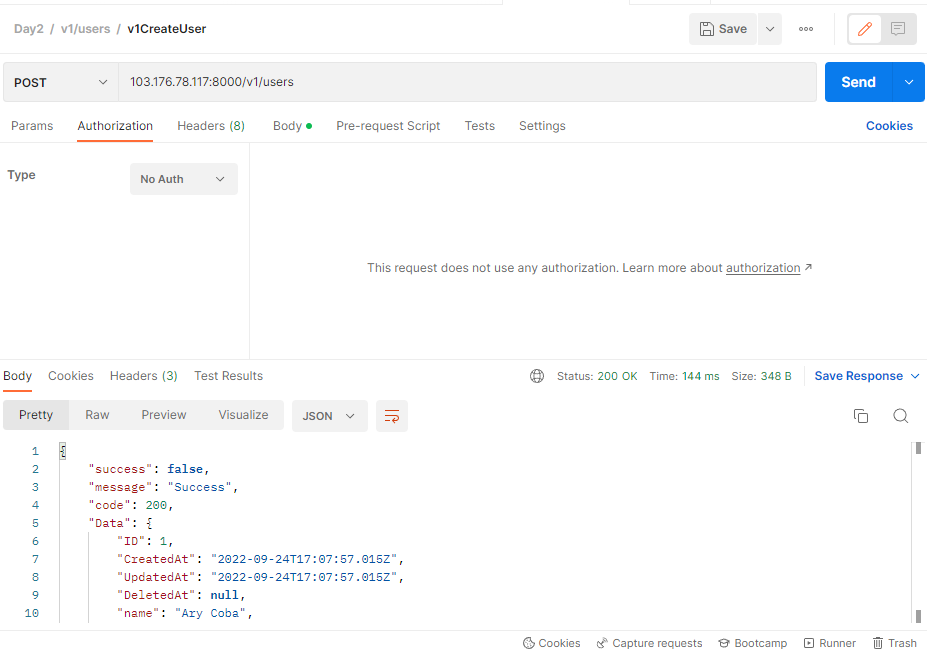 Day2 / v1/users / v1CreateUser
Save
POST
103.176.78.117:8000/v1/users
Send
Params Authorization Headers (8) Body Pre-request Script Tests Settings Cookies
Type
No Auth
This request does not use any authorization. Learn more about authorization ↗
Body Cookies Headers (3) Test Results Status: 200 OK Time: 144 ms Size: 348 B Save Response
Pretty Raw Preview Visualize JSON
1 {
2 "success": false,
3 "message": "Success",
4 "code": 200,
5 "Data": {
6 "ID": 1,
7 "CreatedAt": "2022-09-24T17:07:57.015Z",
8 "UpdatedAt": "2022-09-24T17:07:57.015Z",
9 "DeletedAt": null,
10 "name": "Ary Coba",
Cookies Capture requests Bootcamp Runner Trash